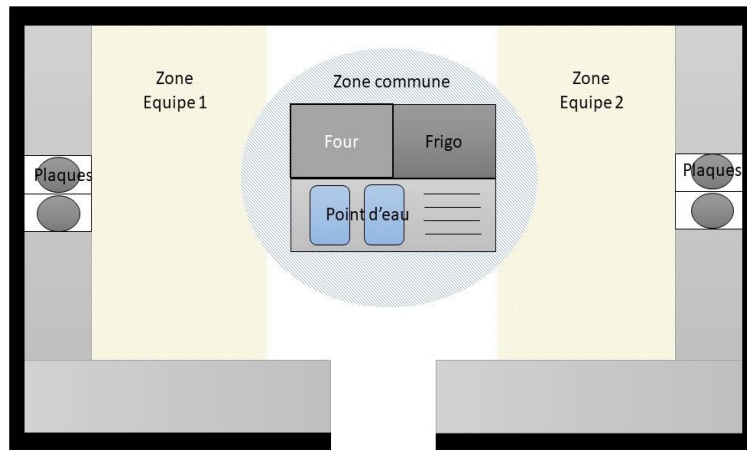 Zone
Equipe 1
Zone commune
Zone
Equipe 2
Four
Frigo
Plaques
Plaques
Point d'eau